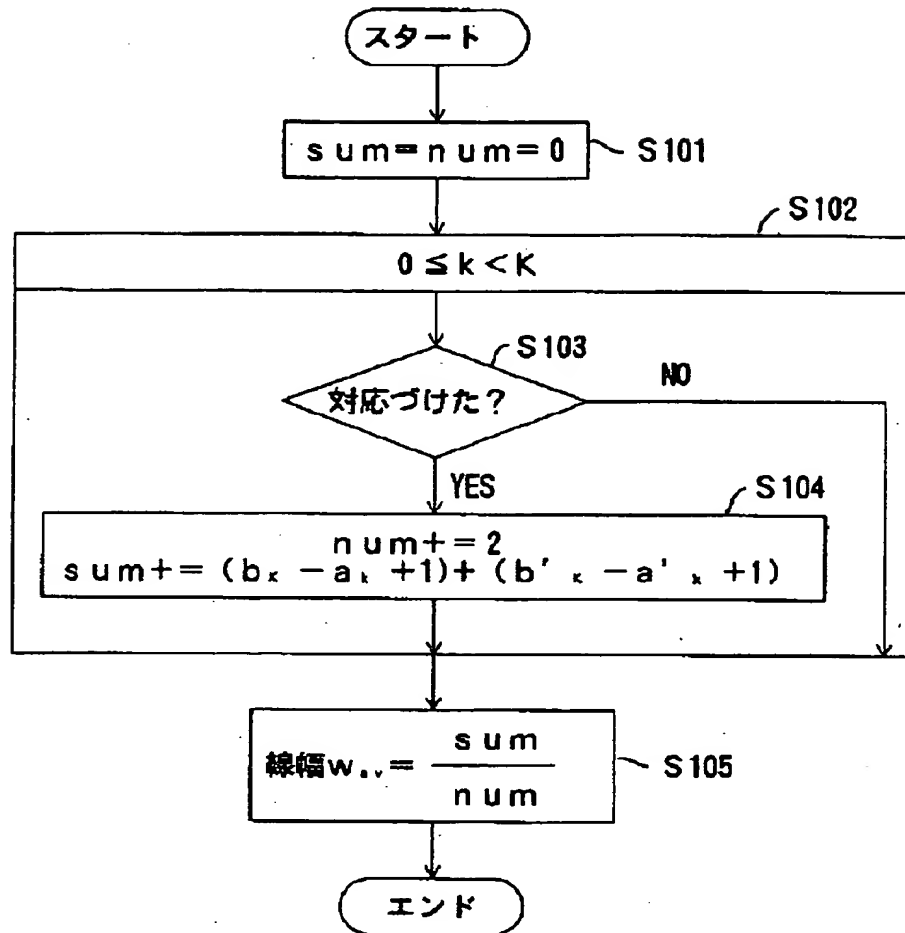 スタート
sum=num=0
S101
S102
0≦k<K
S103
対応づけた?
NO
YES
S104
num+=2
sum+=(bₖ-aₖ+1)+(b'ₖ-a'ₖ+1)
線幅wₐᵥ=
sum
num
S105
エンド